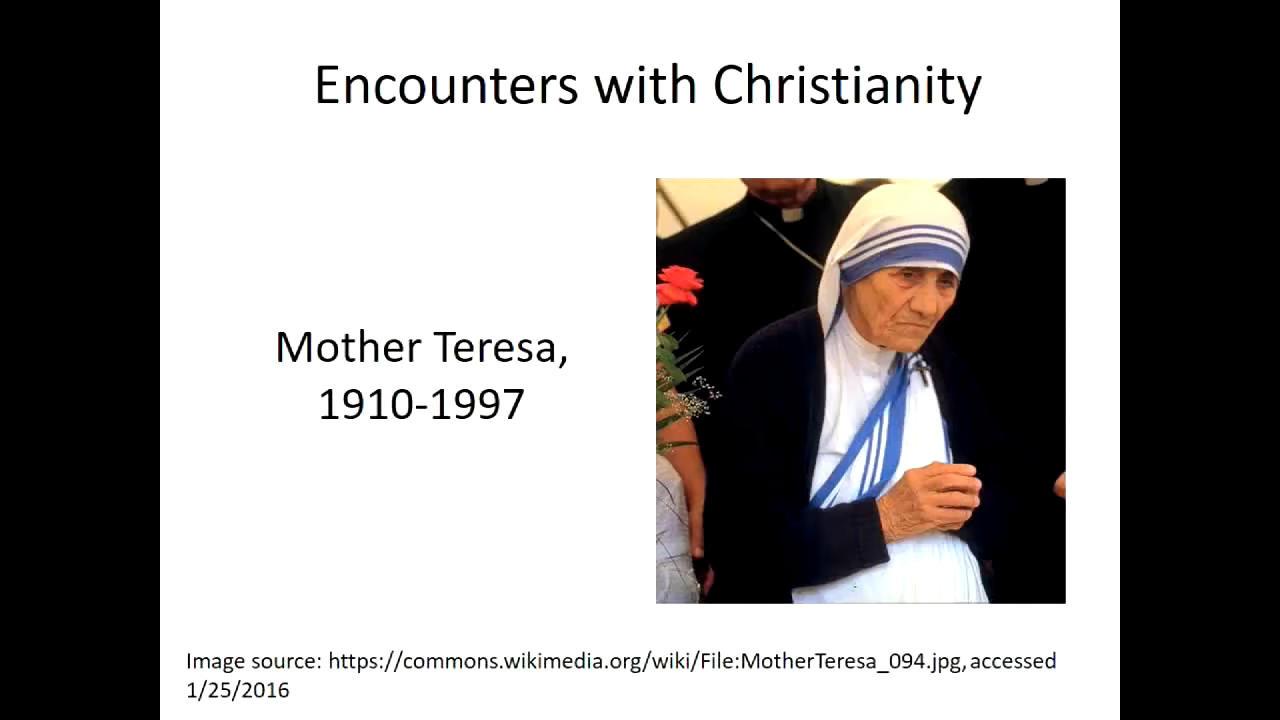 Encounters with Christianity
Mother Teresa,
1910-1997
Image source: https://commons.wikimedia.org/wiki/File:MotherTeresa_094.jpg, accessed
1/25/2016